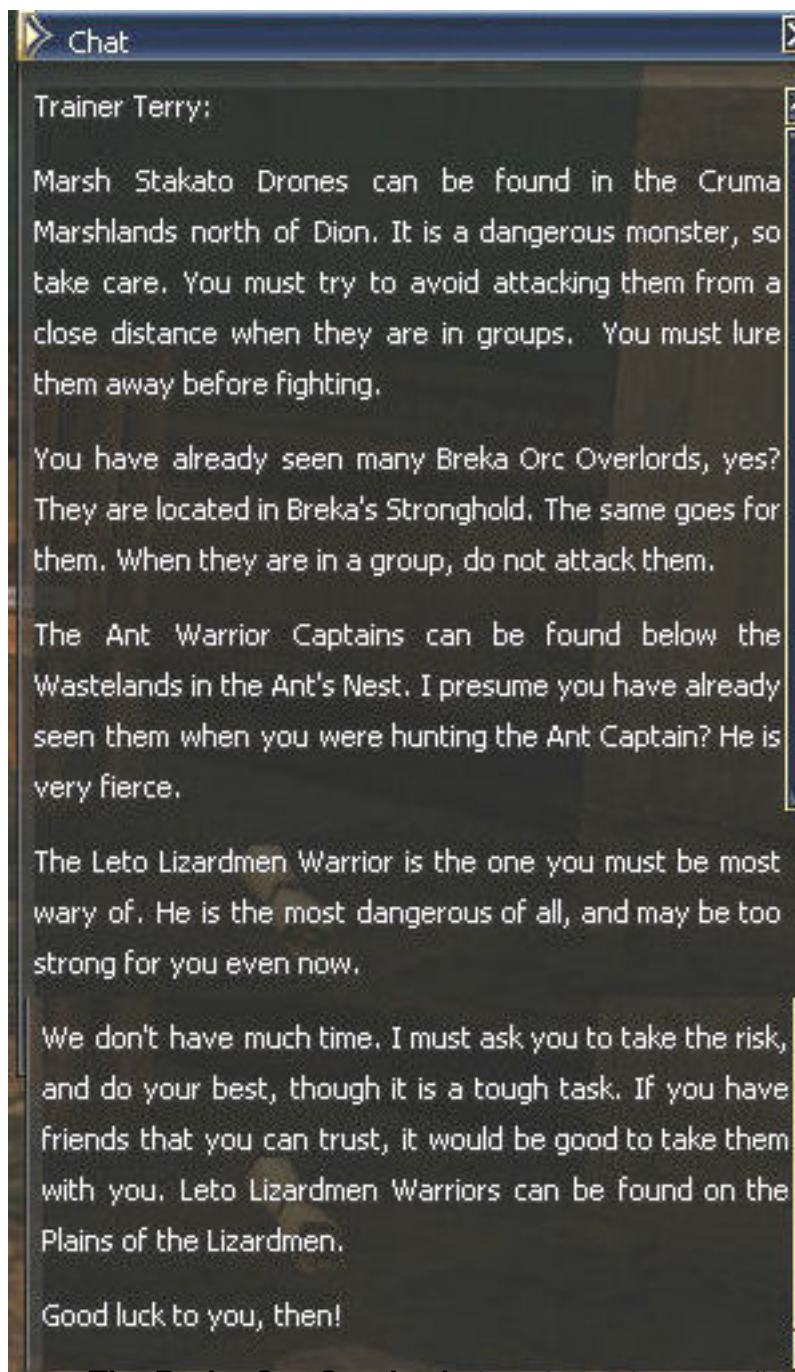 Chat
Trainer Terry:
Marsh Stakato Drones can be found in the Cruma
Marshlands north of Dion. It is a dangerous monster, so
take care. You must try to avoid attacking them from a
close distance when they are in groups.  You must lure
them away before fighting.
You have already seen many Breka Orc Overlords, yes?
They are located in Breka's Stronghold. The same goes for
them. When they are in a group, do not attack them.
The Ant Warrior Captains can be found below the
Wastelands in the Ant's Nest. I presume you have already
seen them when you were hunting the Ant Captain? He is
very fierce.
The Leto Lizardmen Warrior is the one you must be most
wary of. He is the most dangerous of all, and may be too
strong for you even now.
We don't have much time. I must ask you to take the risk,
and do your best, though it is a tough task. If you have
friends that you can trust, it would be good to take them
with you. Leto Lizardmen Warriors can be found on the
Plains of the Lizardmen.
Good luck to you, then!